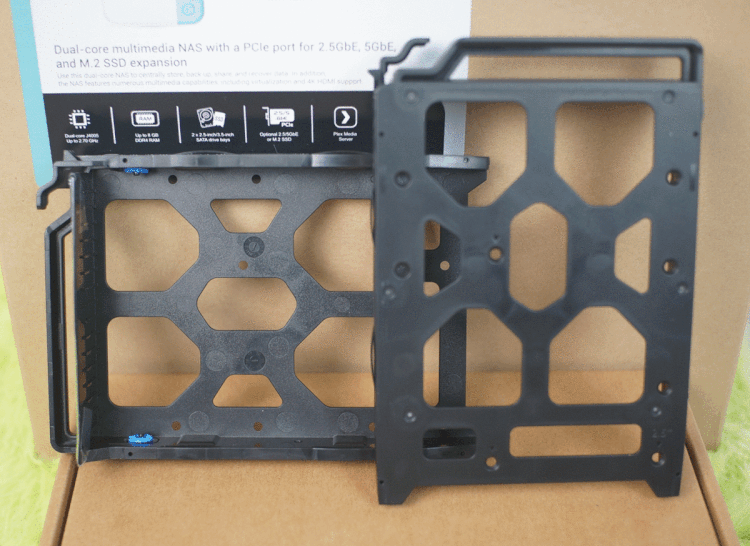 Dual-core multimedia NAS with a PCIe port for 2.5GbE, 5GbE,
and M.2 SSD expansion
Use this dual-core NAS to centrally store, back up, share, and recover data. In addition,
the NAS features numerous multimedia capabilities, including virtualization and 4K HDMI support
RAM
PCIe
Dual-core J4005
Up to 2.70 GHz
Up to 8 GB
DDR4 RAM
2 x 2.5-inch/3.5-inch
SATA drive bays
Optional 2.5/5GbE
or M.2 SSD
Plex Media
Server
2.5"